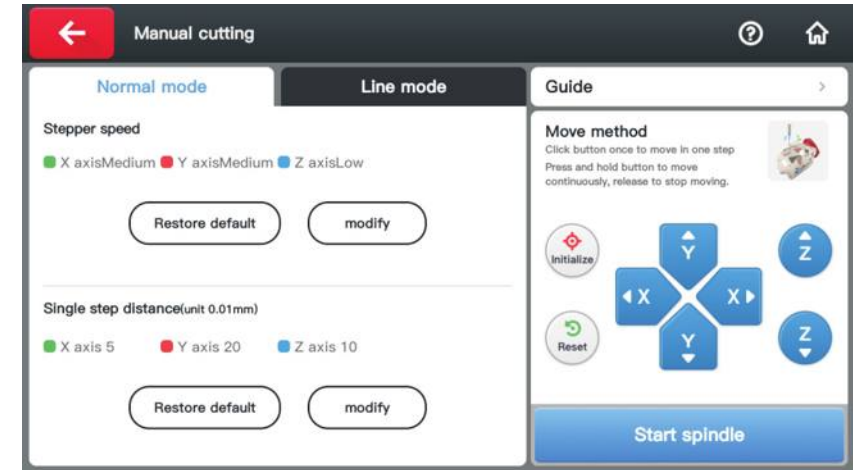 Manual cutting
Normal mode
Line mode
Stepper speed
X axisMedium Y axisMedium Z axisLow
Restore default
modify
Single step distance(unit 0.01mm)
X axis 5 Y axis 20 Z axis 10
Restore default
modify
Guide
Move method
Click button once to move in one step
Press and hold button to move
continuously, release to stop moving.
Initialize
Y
Z
X
X
Reset
Y
Z
Start spindle